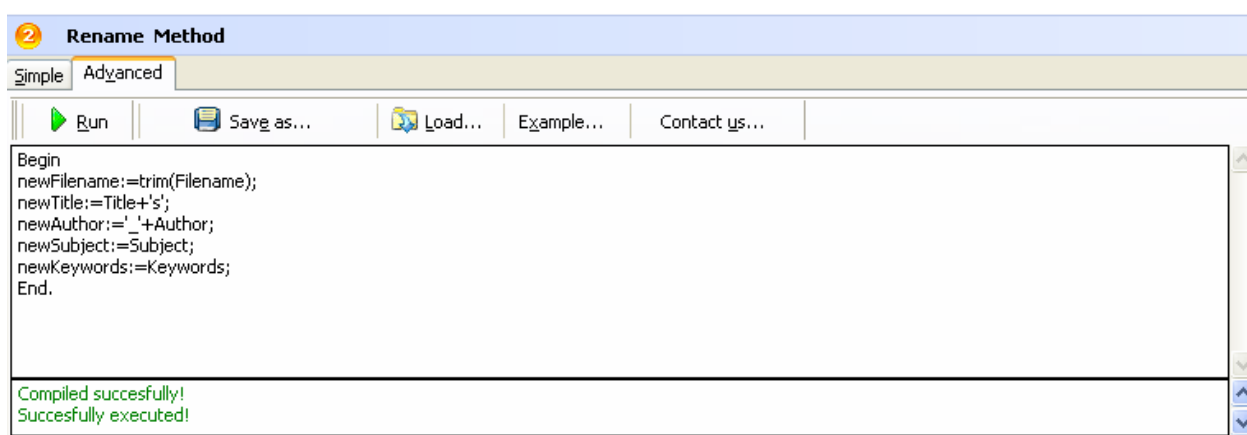 2 Rename Method
Simple Advanced
Run Save as... Load... Example... Contact us...
Begin
newFilename:=trim(Filename);
newTitle:=Title+'s';
newAuthor:='_'+Author;
newSubject:=Subject;
newKeywords:=Keywords;
End.
Compiled succesfully!
Succesfully executed!